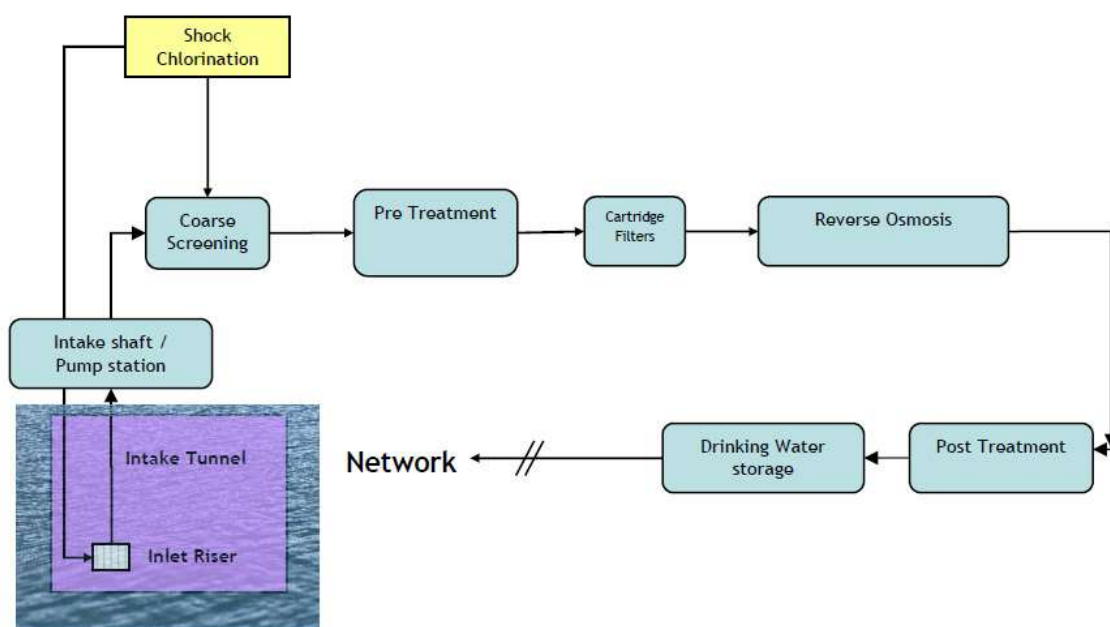 Shock
Chlorination
Coarse
Screening
Pre Treatment
Cartridge
Filters
Reverse Osmosis
Intake shaft /
Pump station
Intake Tunnel
Inlet Riser
Network
Drinking Water
storage
Post Treatment